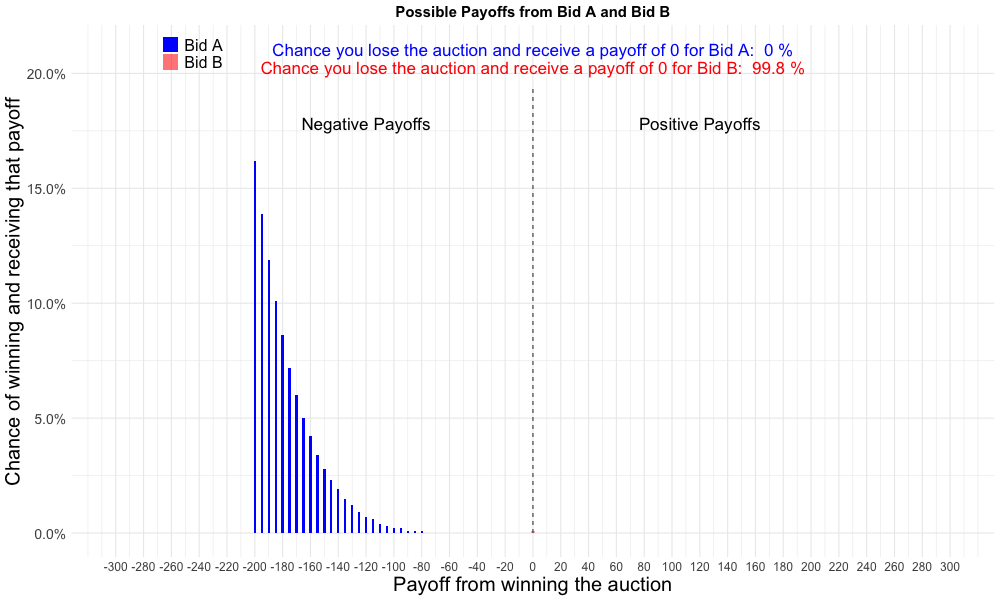 Possible Payoffs from Bid A and Bid B
Bid A
Bid B
Chance you lose the auction and receive a payoff of 0 for Bid A: 0 %
Chance you lose the auction and receive a payoff of 0 for Bid B: 99.8 %
Negative Payoffs
Positive Payoffs
Chance of winning and receiving that payoff
20.0%
15.0%
10.0%
5.0%
0.0%
-300 -280 -260 -240 -220 -200 -180 -160 -140 -120 -100 -80 -60 -40 -20 0 20 40 60 80 100 120 140 160 180 200 220 240 260 280 300
Payoff from winning the auction